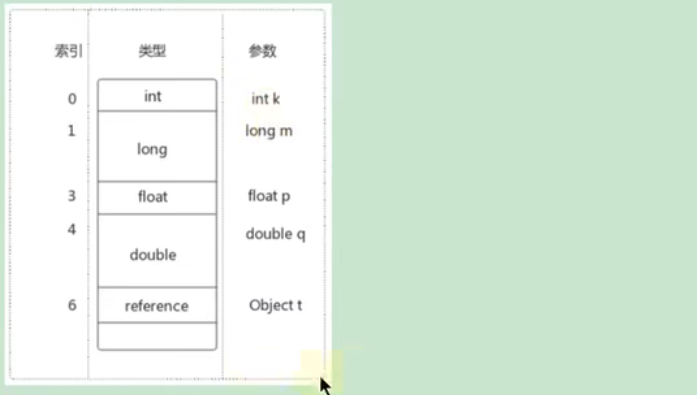 索引 类型 参数
0 int int k
1 long m
long
3 float float p
4 double q
double
6 reference Object t